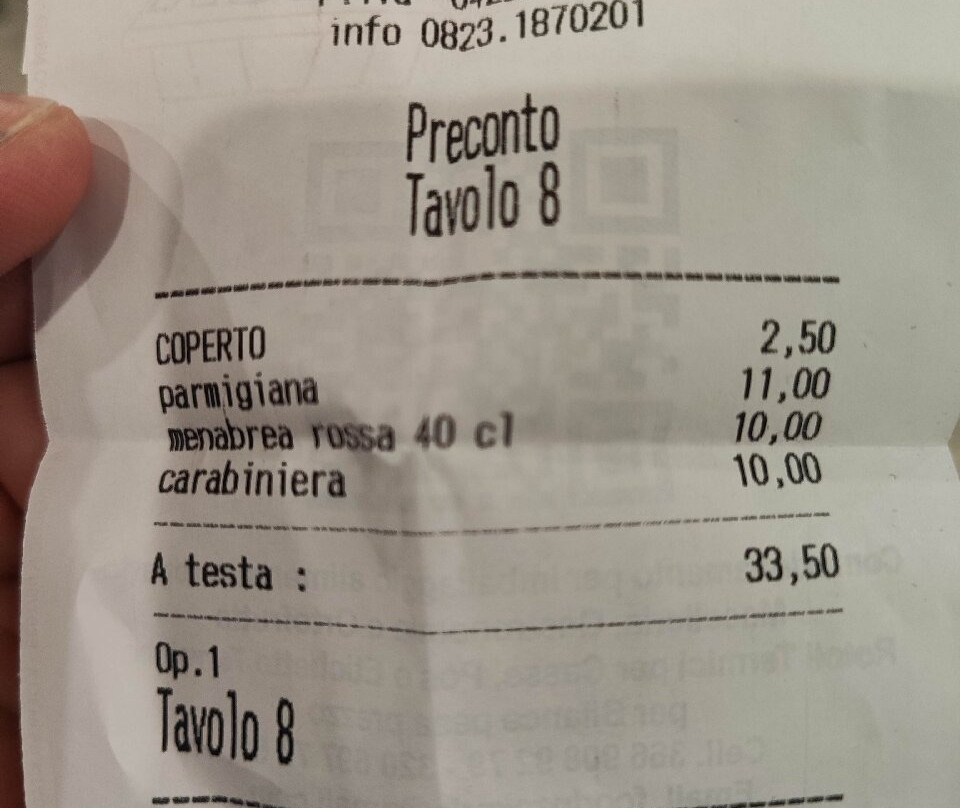 info 0823.1870201
Preconto
Tavolo 8
COPERTO 2,50
parmigiana 11,00
menabrea rossa 40 cl 10,00
carabiniera 10,00
A testa : 33,50
Op.1
Tavolo 8